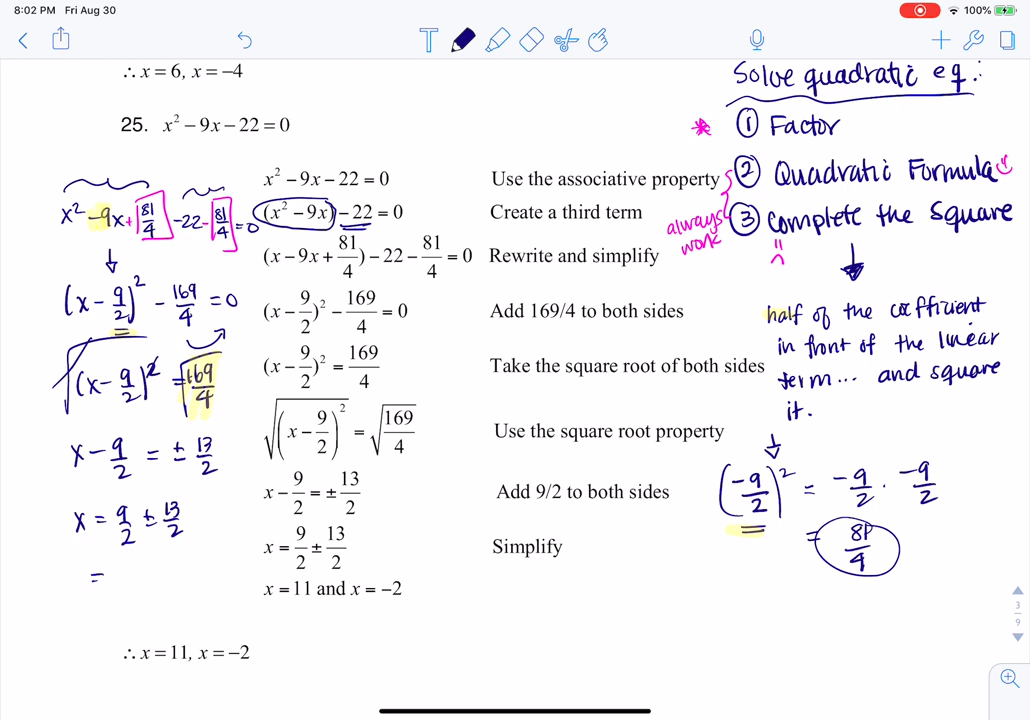 8:02 PM Fri Aug 30
100%
T
∴ x = 6, x = −4
25. x² − 9x − 22 = 0
x² − 9x − 22 = 0 Use the associative property
(x² − 9x) − 22 = 0 Create a third term
(x − 9x + 81/4) − 22 − 81/4 = 0 Rewrite and simplify
(x − 9/2)² − 169/4 = 0 Add 169/4 to both sides
(x − 9/2)² = 169/4 Take the square root of both sides
√(x − 9/2)² = √169/4 Use the square root property
x − 9/2 = ± 13/2 Add 9/2 to both sides
x = 9/2 ± 13/2 Simplify
x = 11 and x = −2
∴ x = 11, x = −2
x² − 9x + 81/4 − 22 − 81/4 = 0
(x − 9/2)² − 169/4 = 0
√(x − 9/2)² = √169/4
x − 9/2 = ± 13/2
x = 9/2 ± 13/2
=
Solve quadratic eq:
* ① Factor
② Quadratic Formula
③ Complete the Square
always
work
half of the coefficient
in front of the linear
term... and square
it.
(−9/2)² = −9/2 · −9/2
= 81/4
3
9